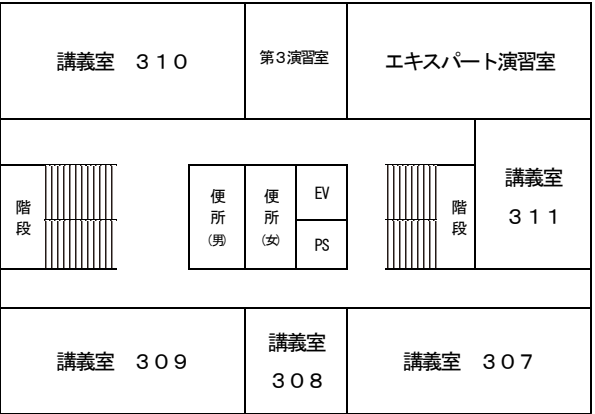 講義室　３１０
第３演習室
エキスパート演習室
講義室
３１１
階段
便所(男)
便所(女)
EV
PS
階段
講義室　３０９
講義室
３０８
講義室　３０７